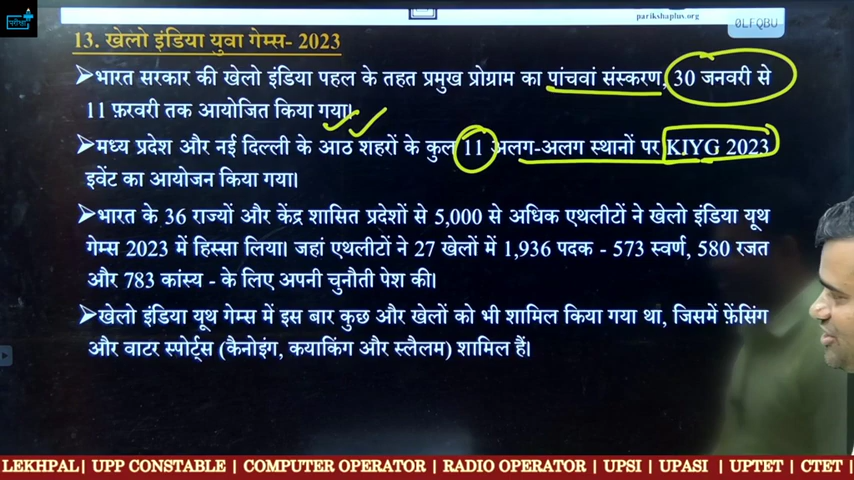 परीक्षा
parikshaplus.org
0LFQBU
13. खेलो इंडिया युवा गेम्स- 2023
➤भारत सरकार की खेलो इंडिया पहल के तहत प्रमुख प्रोग्राम का पांचवां संस्करण, 30 जनवरी से
11 फ़रवरी तक आयोजित किया गया।
➤मध्य प्रदेश और नई दिल्ली के आठ शहरों के कुल 11 अलग-अलग स्थानों पर KIYG 2023
इवेंट का आयोजन किया गया।
➤भारत के 36 राज्यों और केंद्र शासित प्रदेशों से 5,000 से अधिक एथलीटों ने खेलो इंडिया यूथ
गेम्स 2023 में हिस्सा लिया। जहां एथलीटों ने 27 खेलों में 1,936 पदक - 573 स्वर्ण, 580 रजत
और 783 कांस्य - के लिए अपनी चुनौती पेश की।
➤खेलो इंडिया यूथ गेम्स में इस बार कुछ और खेलों को भी शामिल किया गया था, जिसमें फ़ेंसिंग
और वाटर स्पोर्ट्स (कैनोइंग, कयाकिंग और स्लैलम) शामिल हैं।
LEKHPAL| UPP CONSTABLE | COMPUTER OPERATOR | RADIO OPERATOR | UPSI | UPASI | UPTET | CTET |